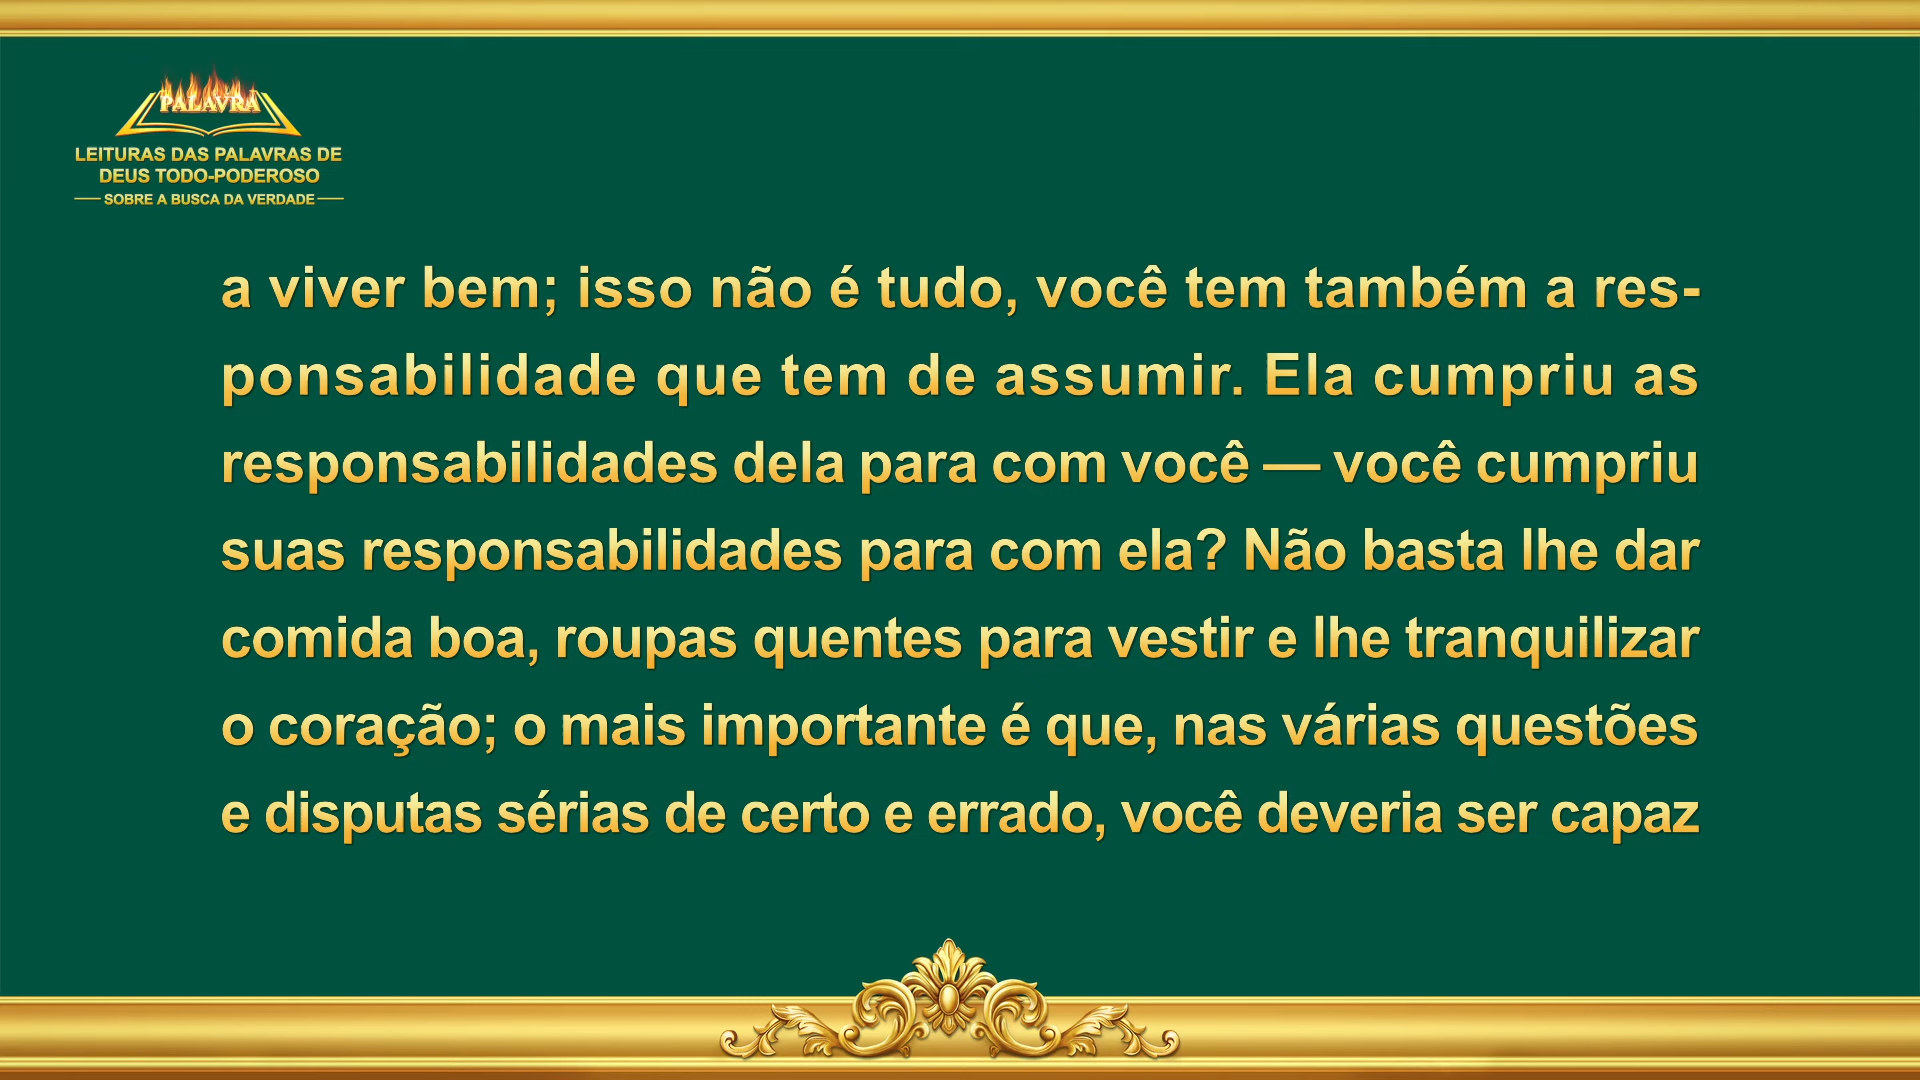 PALAVRA
LEITURAS DAS PALAVRAS DE
DEUS TODO-PODEROSO
SOBRE A BUSCA DA VERDADE
a viver bem; isso não é tudo, você tem também a res-
ponsabilidade que tem de assumir. Ela cumpriu as
responsabilidades dela para com você — você cumpriu
suas responsabilidades para com ela? Não basta lhe dar
comida boa, roupas quentes para vestir e lhe tranquilizar
o coração; o mais importante é que, nas várias questões
e disputas sérias de certo e errado, você deveria ser capaz